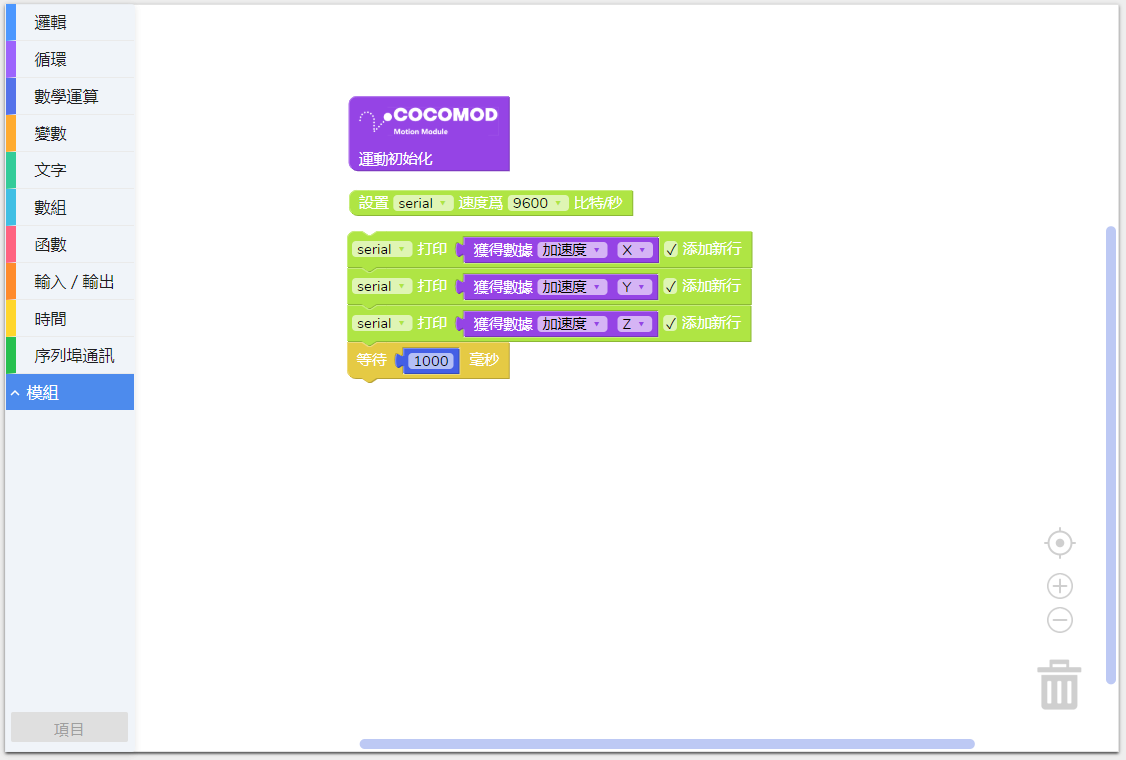 邏輯
循環
數學運算
變數
文字
數組
函數
輸入 / 輸出
時間
序列埠通訊
模組
項目
COCOMOD
Motion Module
運動初始化
設置 serial 速度爲 9600 比特/秒
serial 打印 獲得數據 加速度 X ✓ 添加新行
serial 打印 獲得數據 加速度 Y ✓ 添加新行
serial 打印 獲得數據 加速度 Z ✓ 添加新行
等待 1000 毫秒